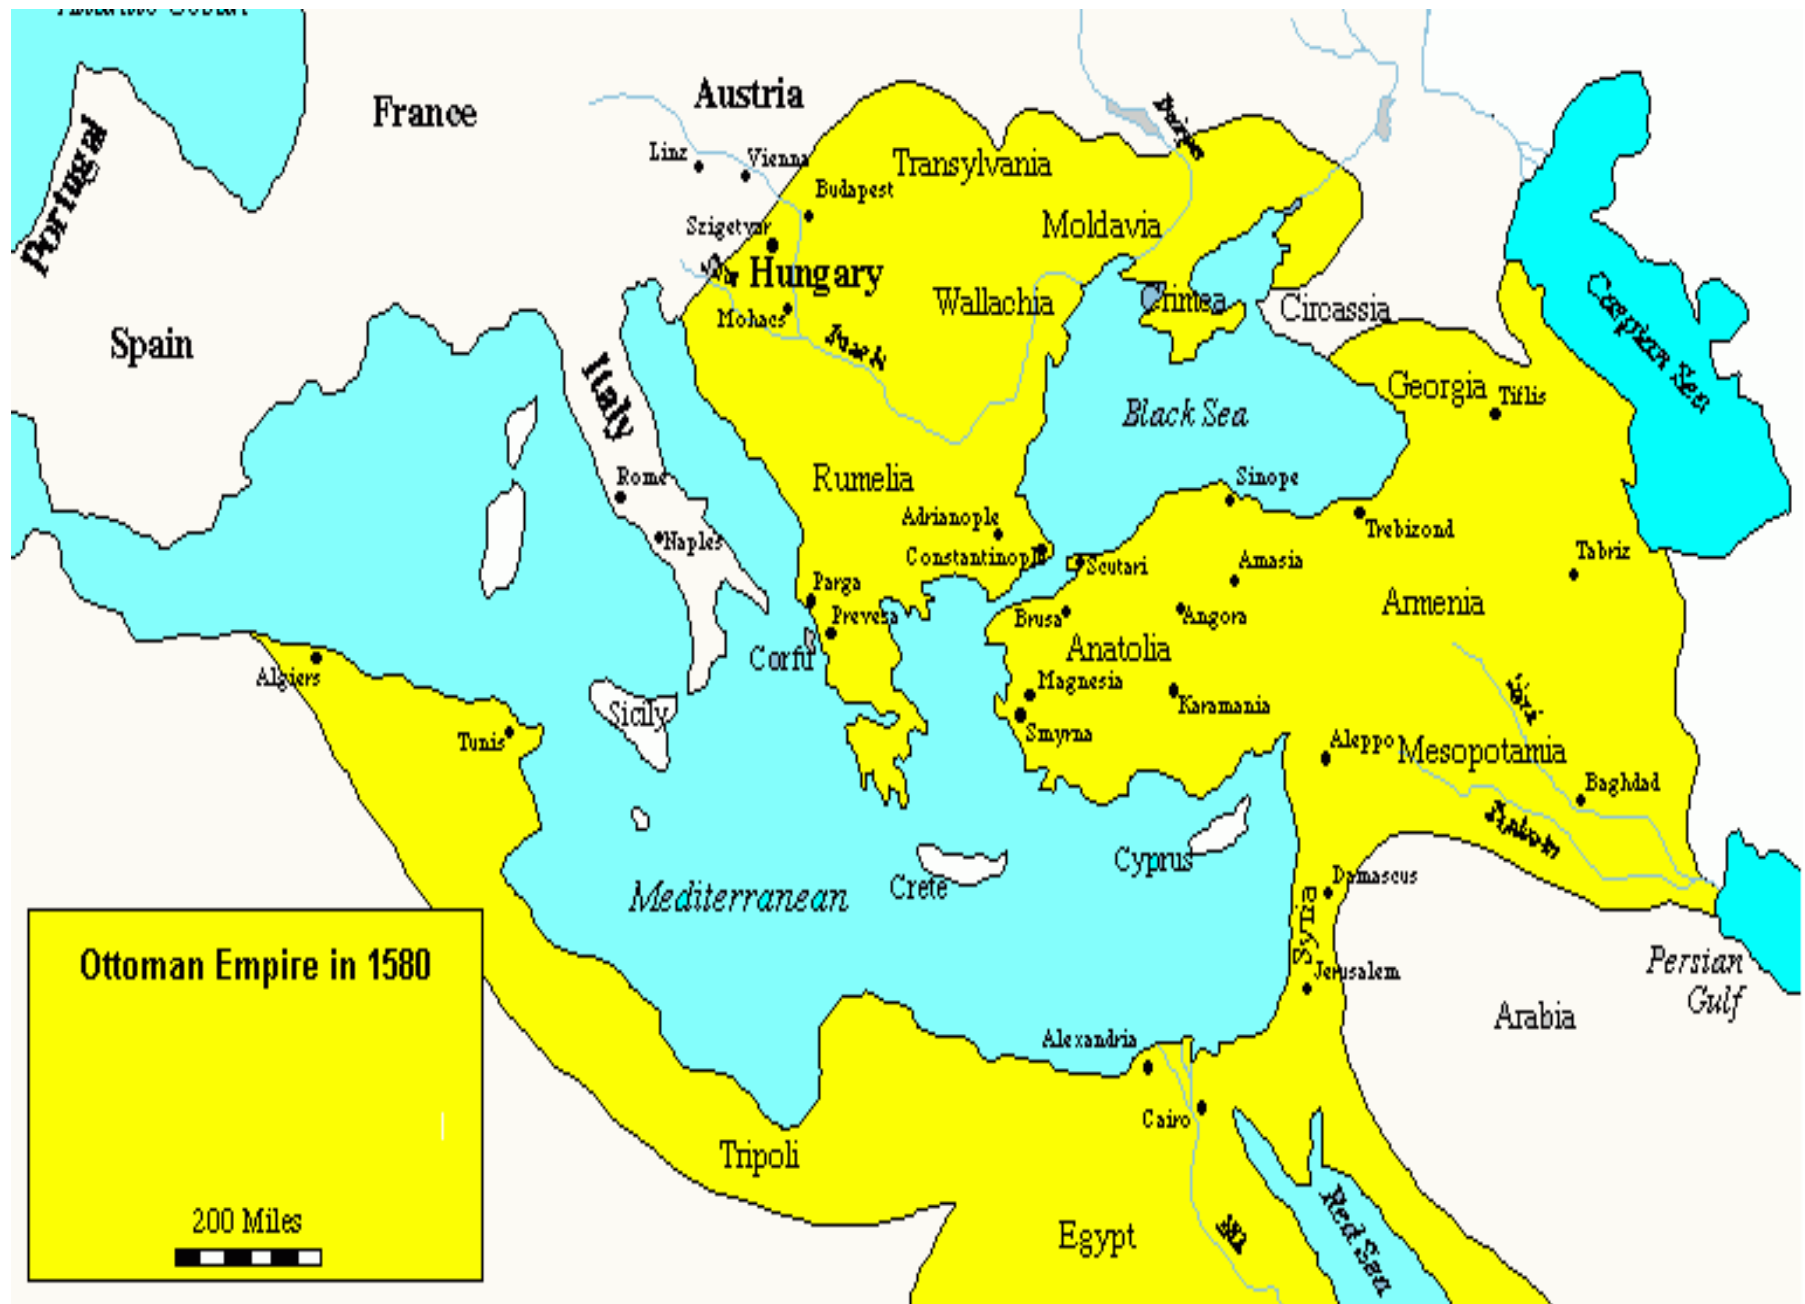 Austria
France
Portugal
Linz
Vienna
Transylvania
Budapest
Szigetvar
Moldavia
Hungary
Wallachia
Crimea
Circassia
Caspian Sea
Mohacs
Spain
Italy
Georgia
Tiflis
Black Sea
Rumelia
Rome
Sinope
Adrianople
Trebizond
Naples
Constantinople
Scutari
Amasia
Tabriz
Parga
Prevesa
Brusa
Angora
Armenia
Corfu
Anatolia
Algiers
Magnesia
Karamania
Sicily
Tunis
Smyrna
Aleppo
Mesopotamia
Baghdad
Cyprus
Crete
Mediterranean
Damascus
Syria
Jerusalem
Persian
Gulf
Ottoman Empire in 1580
Arabia
Alexandria
Cairo
Tripoli
Egypt
Red Sea
200 Miles